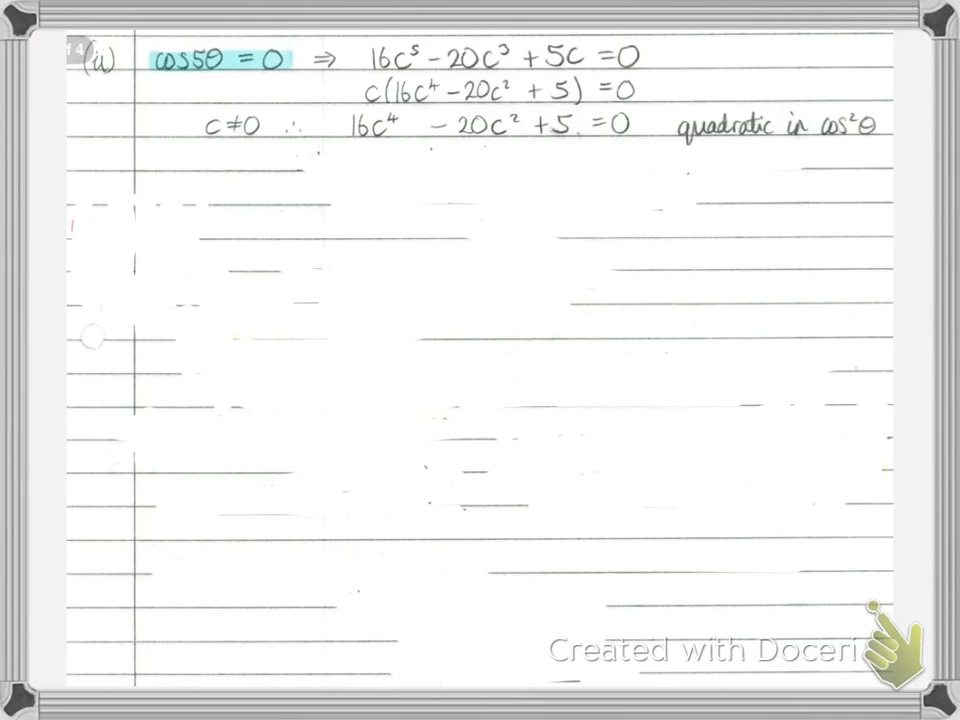 f 4
(ii) cos5θ = 0 ⇒ 16c⁵ - 20c³ + 5c = 0
c(16c⁴ - 20c² + 5) = 0
c ≠ 0 ∴ 16c⁴ - 20c² + 5 = 0 quadratic in cos²θ
Created with Doceri